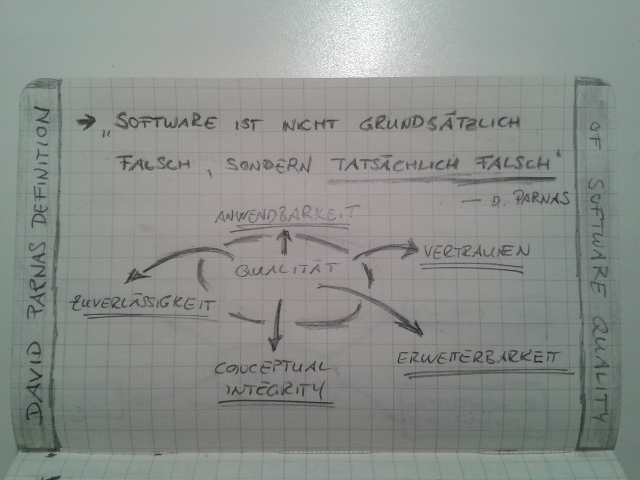 DAVID PARNAS DEFINITION
OF SOFTWARE QUALITY
→ „SOFTWARE IST NICHT GRUNDSÄTZLICH
FALSCH, SONDERN TATSÄCHLICH FALSCH“
— D. PARNAS
ANWENDBARKEIT
QUALITÄT
VERTRAUEN
ZUVERLÄSSIGKEIT
ERWEITERBARKEIT
CONCEPTUAL
INTEGRITY